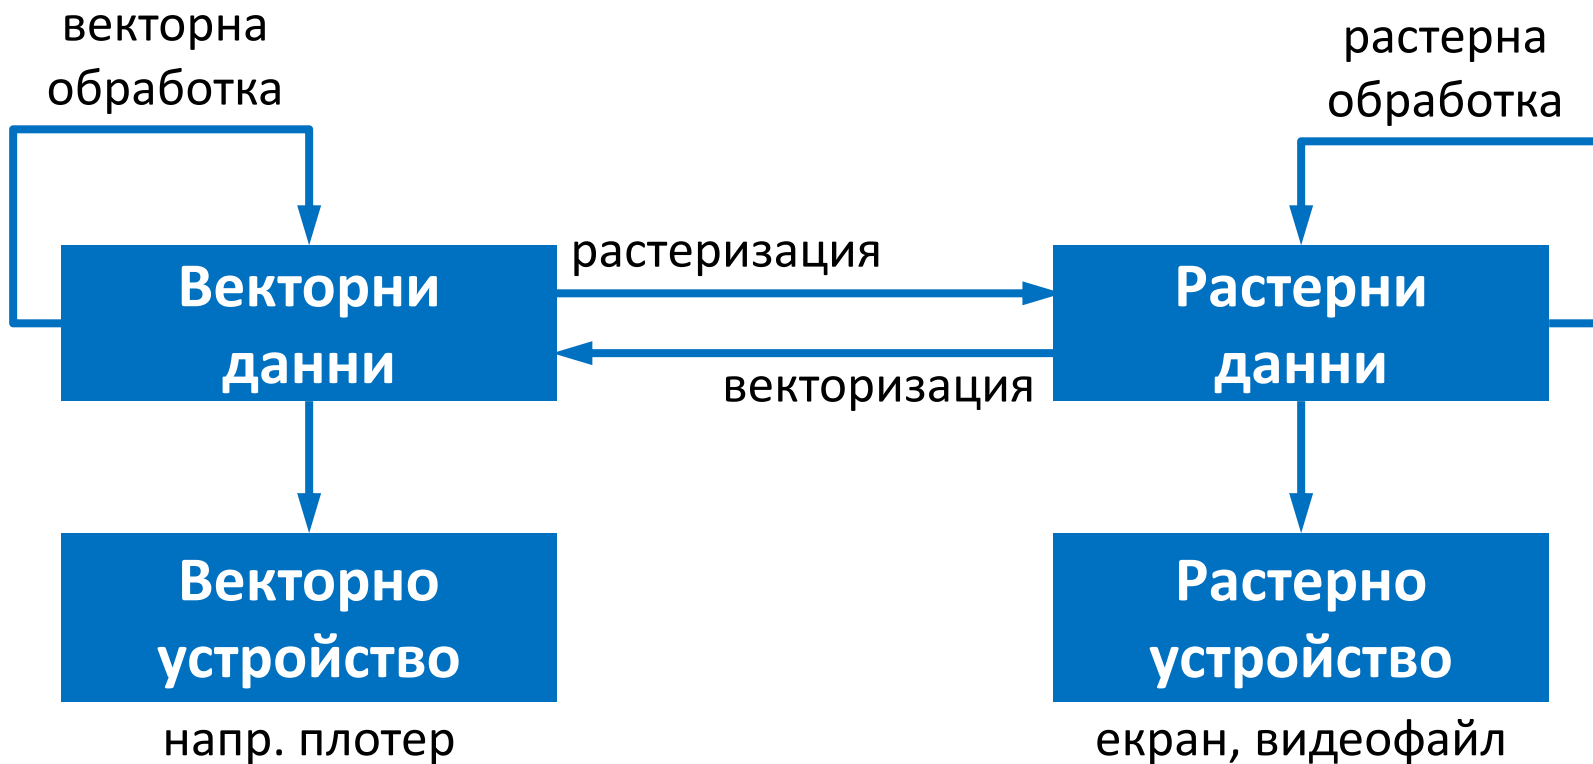 векторна
обработка
растерна
обработка
растеризация
Векторни
данни
Растерни
данни
векторизация
Векторно
устройство
Растерно
устройство
напр. плотер
екран, видеофайл